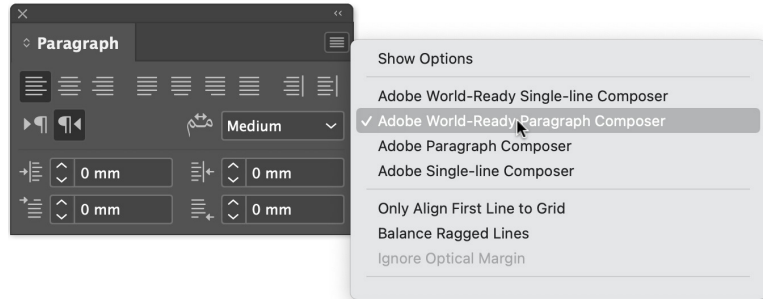 Paragraph
Medium
0 mm
0 mm
0 mm
0 mm
Show Options
Adobe World-Ready Single-line Composer
Adobe World-Ready Paragraph Composer
Adobe Paragraph Composer
Adobe Single-line Composer
Only Align First Line to Grid
Balance Ragged Lines
Ignore Optical Margin